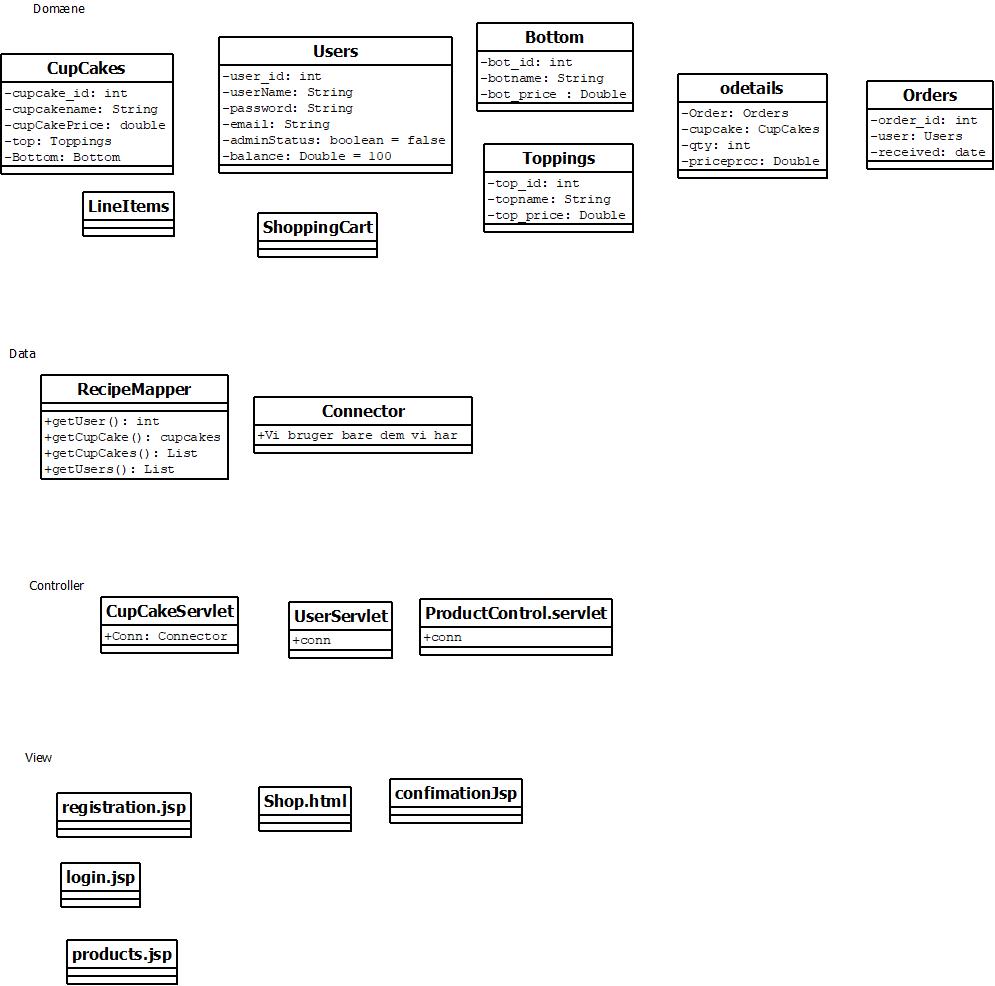 Domæne
CupCakes
-cupcake_id: int
-cupcakename: String
-cupCakePrice: double
-top: Toppings
-Bottom: Bottom
Users
-user_id: int
-userName: String
-password: String
-email: String
-adminStatus: boolean = false
-balance: Double = 100
Bottom
-bot_id: int
-botname: String
-bot_price : Double
odetails
-Order: Orders
-cupcake: CupCakes
-qty: int
-priceprcc: Double
Orders
-order_id: int
-user: Users
-received: date
Toppings
-top_id: int
-topname: String
-top_price: Double
LineItems
ShoppingCart
Data
RecipeMapper
+getUser(): int
+getCupCake(): cupcakes
+getCupCakes(): List
+getUsers(): List
Connector
+Vi bruger bare dem vi har
Controller
CupCakeServlet
+Conn: Connector
UserServlet
+conn
ProductControl.servlet
+conn
View
registration.jsp
Shop.html
confimationJsp
login.jsp
products.jsp